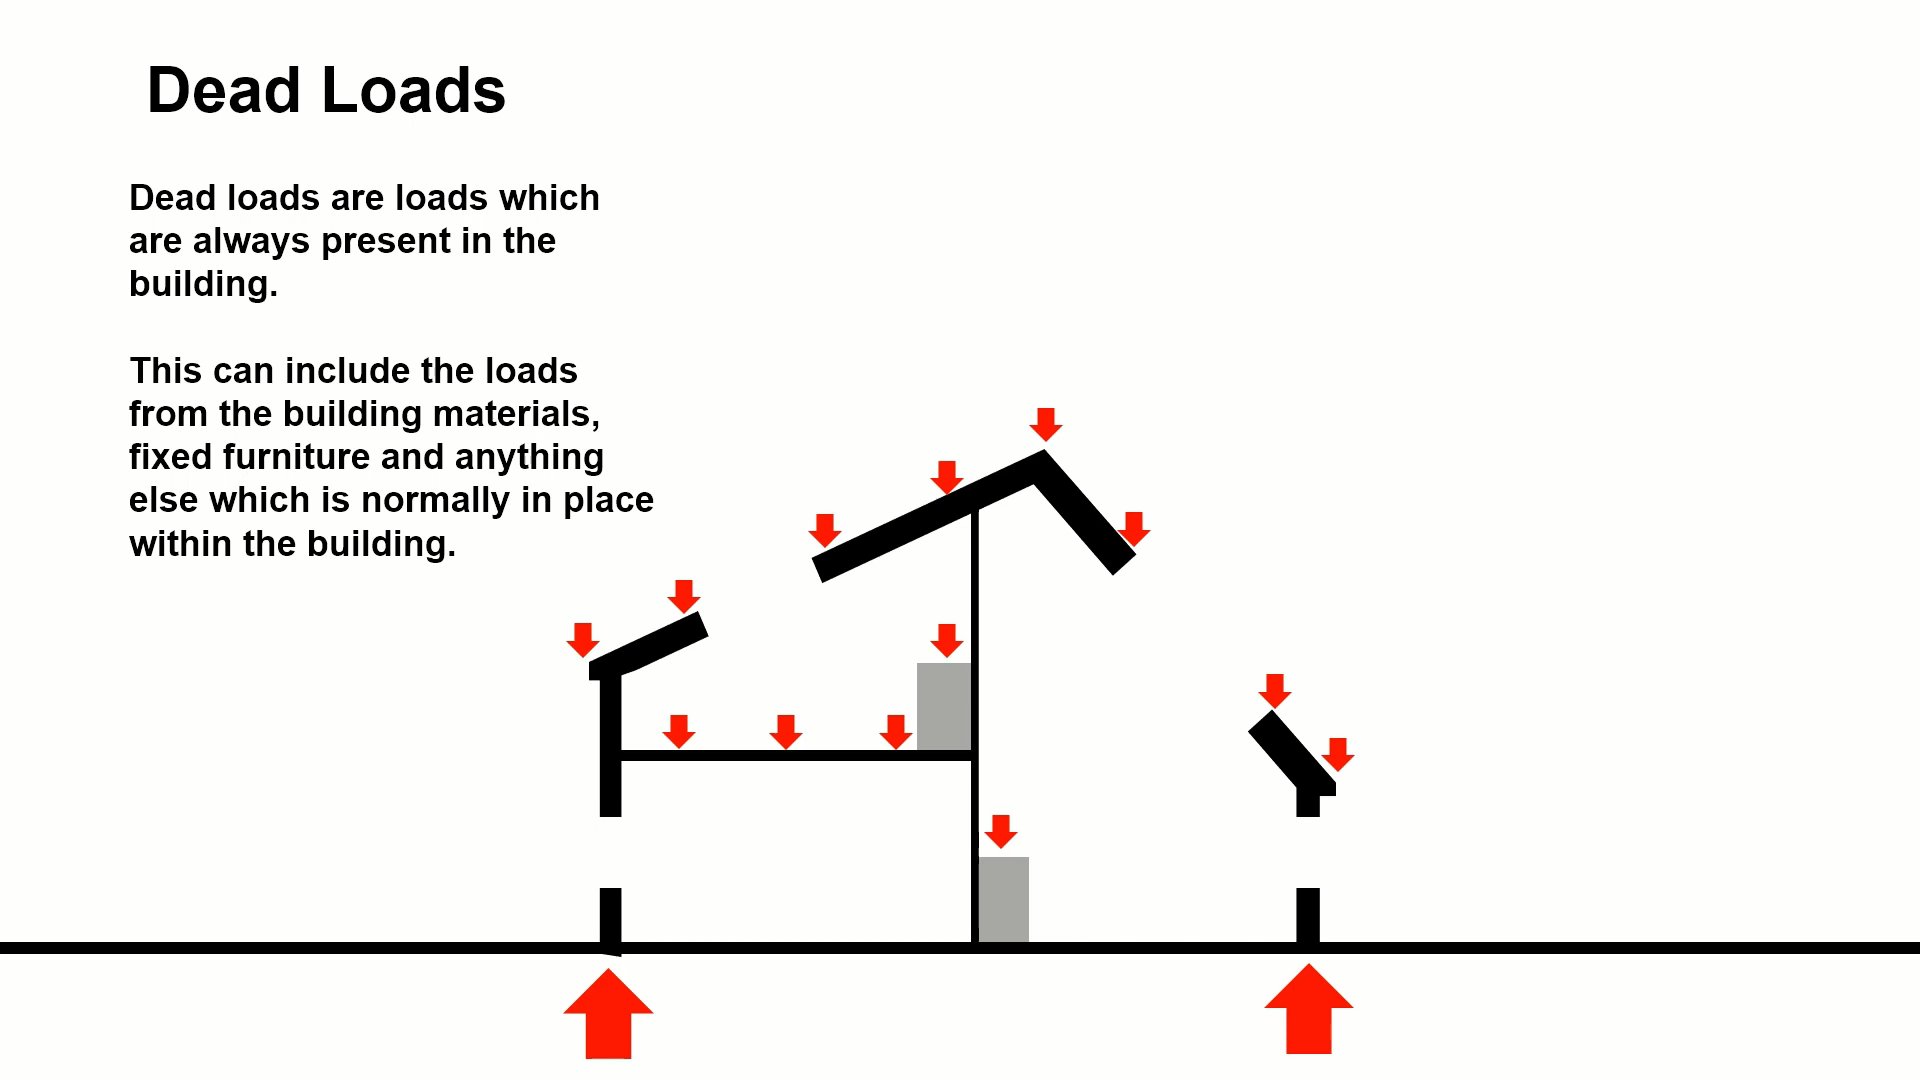 Dead Loads
Dead loads are loads which
are always present in the
building.
This can include the loads
from the building materials,
fixed furniture and anything
else which is normally in place
within the building.